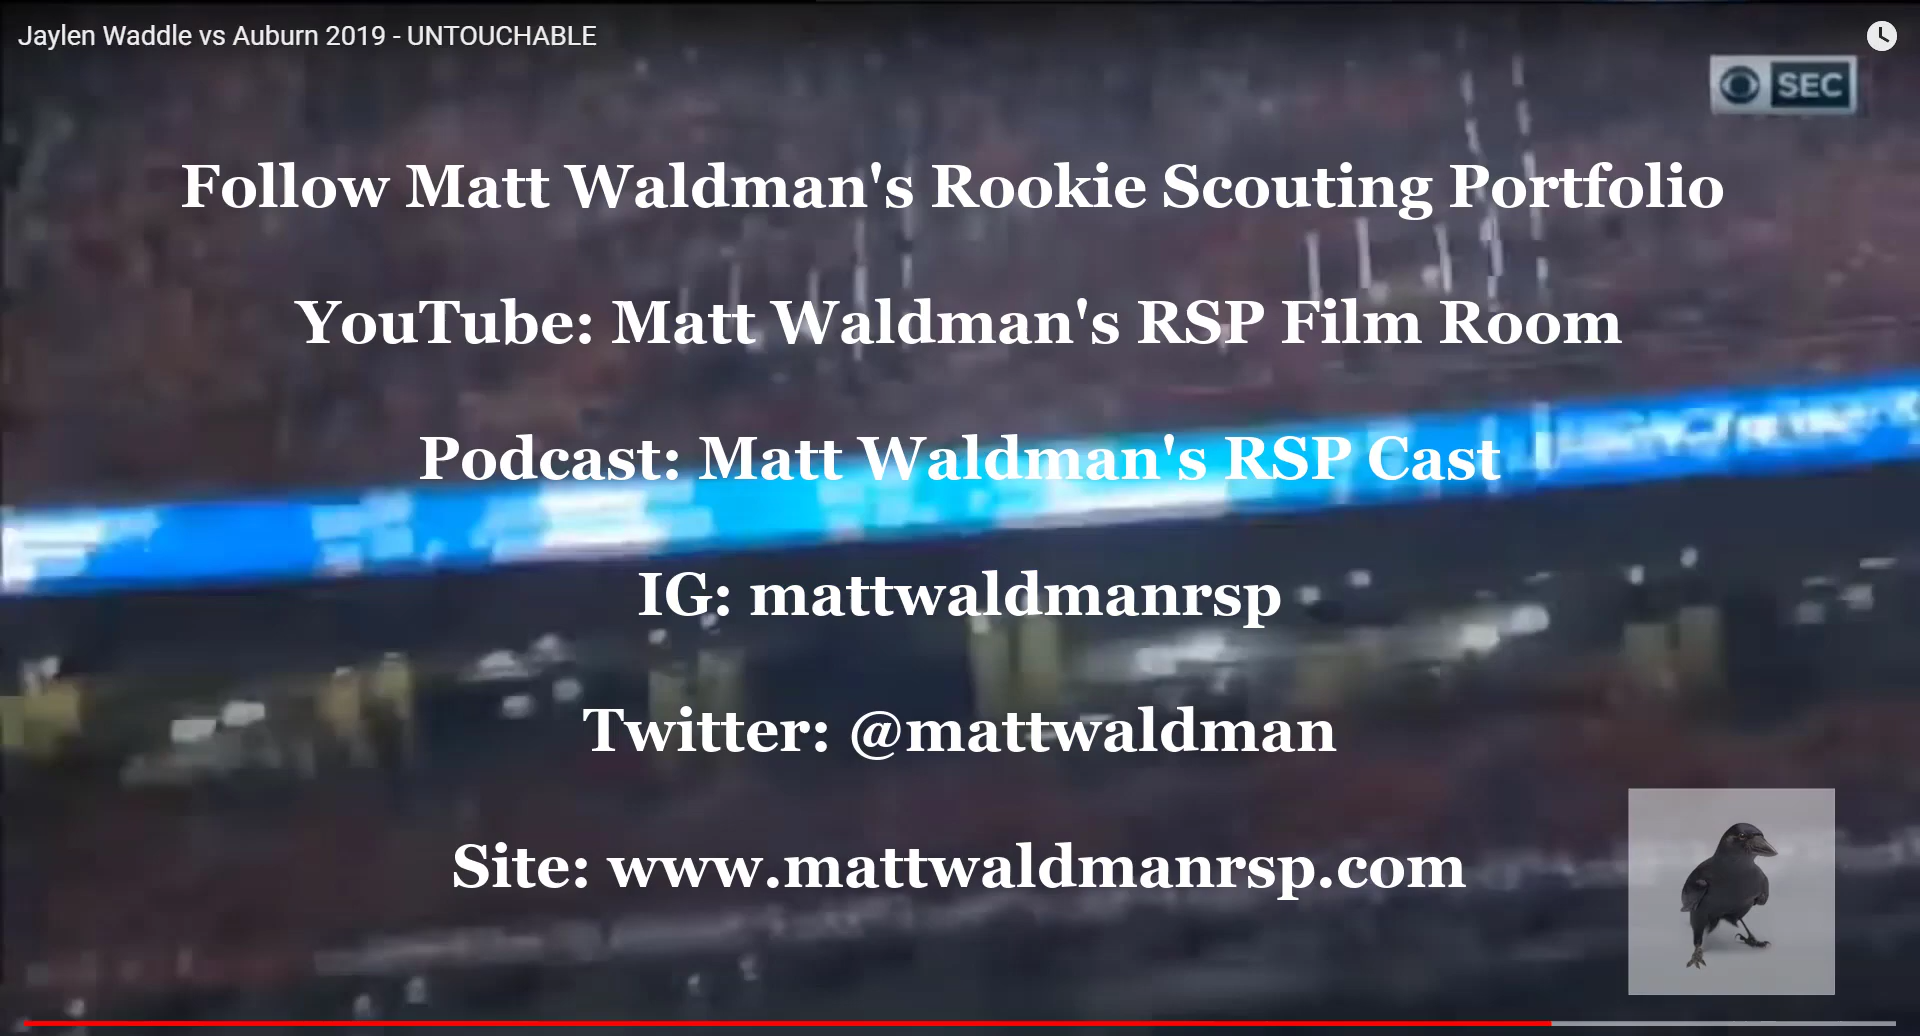 Jaylen Waddle vs Auburn 2019 - UNTOUCHABLE
SEC
Follow Matt Waldman's Rookie Scouting Portfolio
YouTube: Matt Waldman's RSP Film Room
Podcast: Matt Waldman's RSP Cast
IG: mattwaldmanrsp
Twitter: @mattwaldman
Site: www.mattwaldmanrsp.com